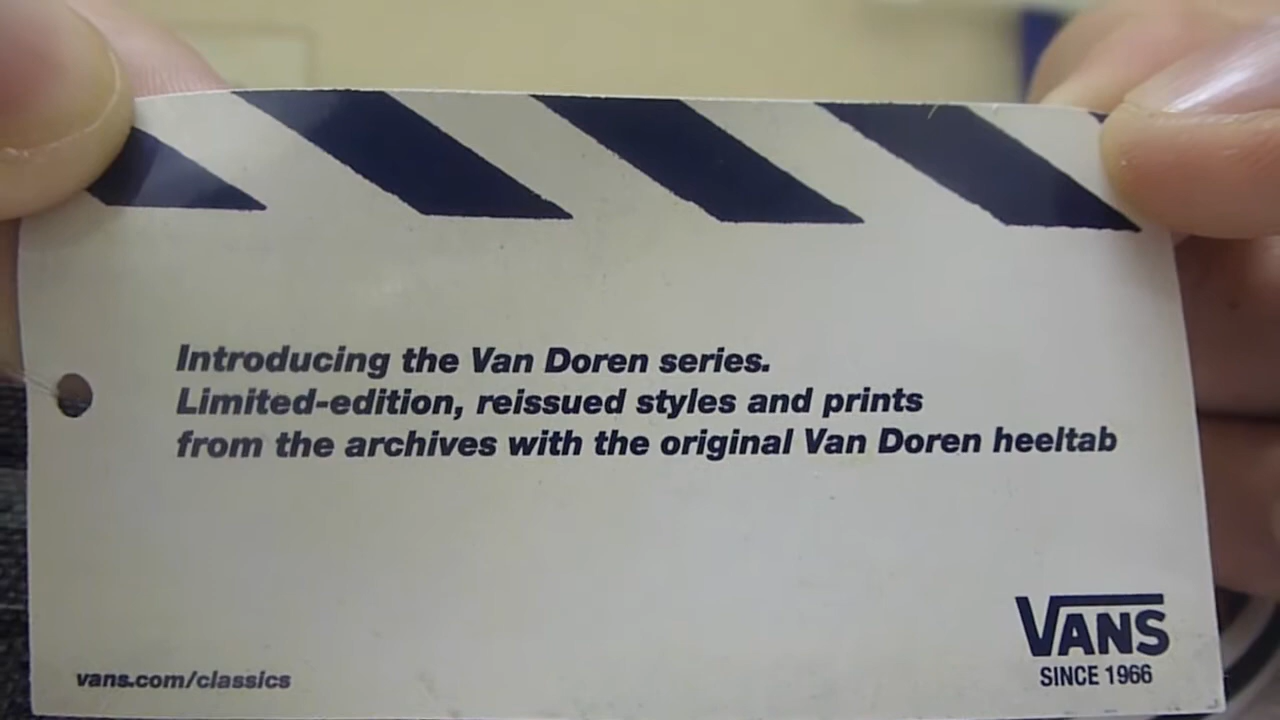 Introducing the Van Doren series.
Limited-edition, reissued styles and prints
from the archives with the original Van Doren heeltab
vans.com/classics
VANS
SINCE 1966